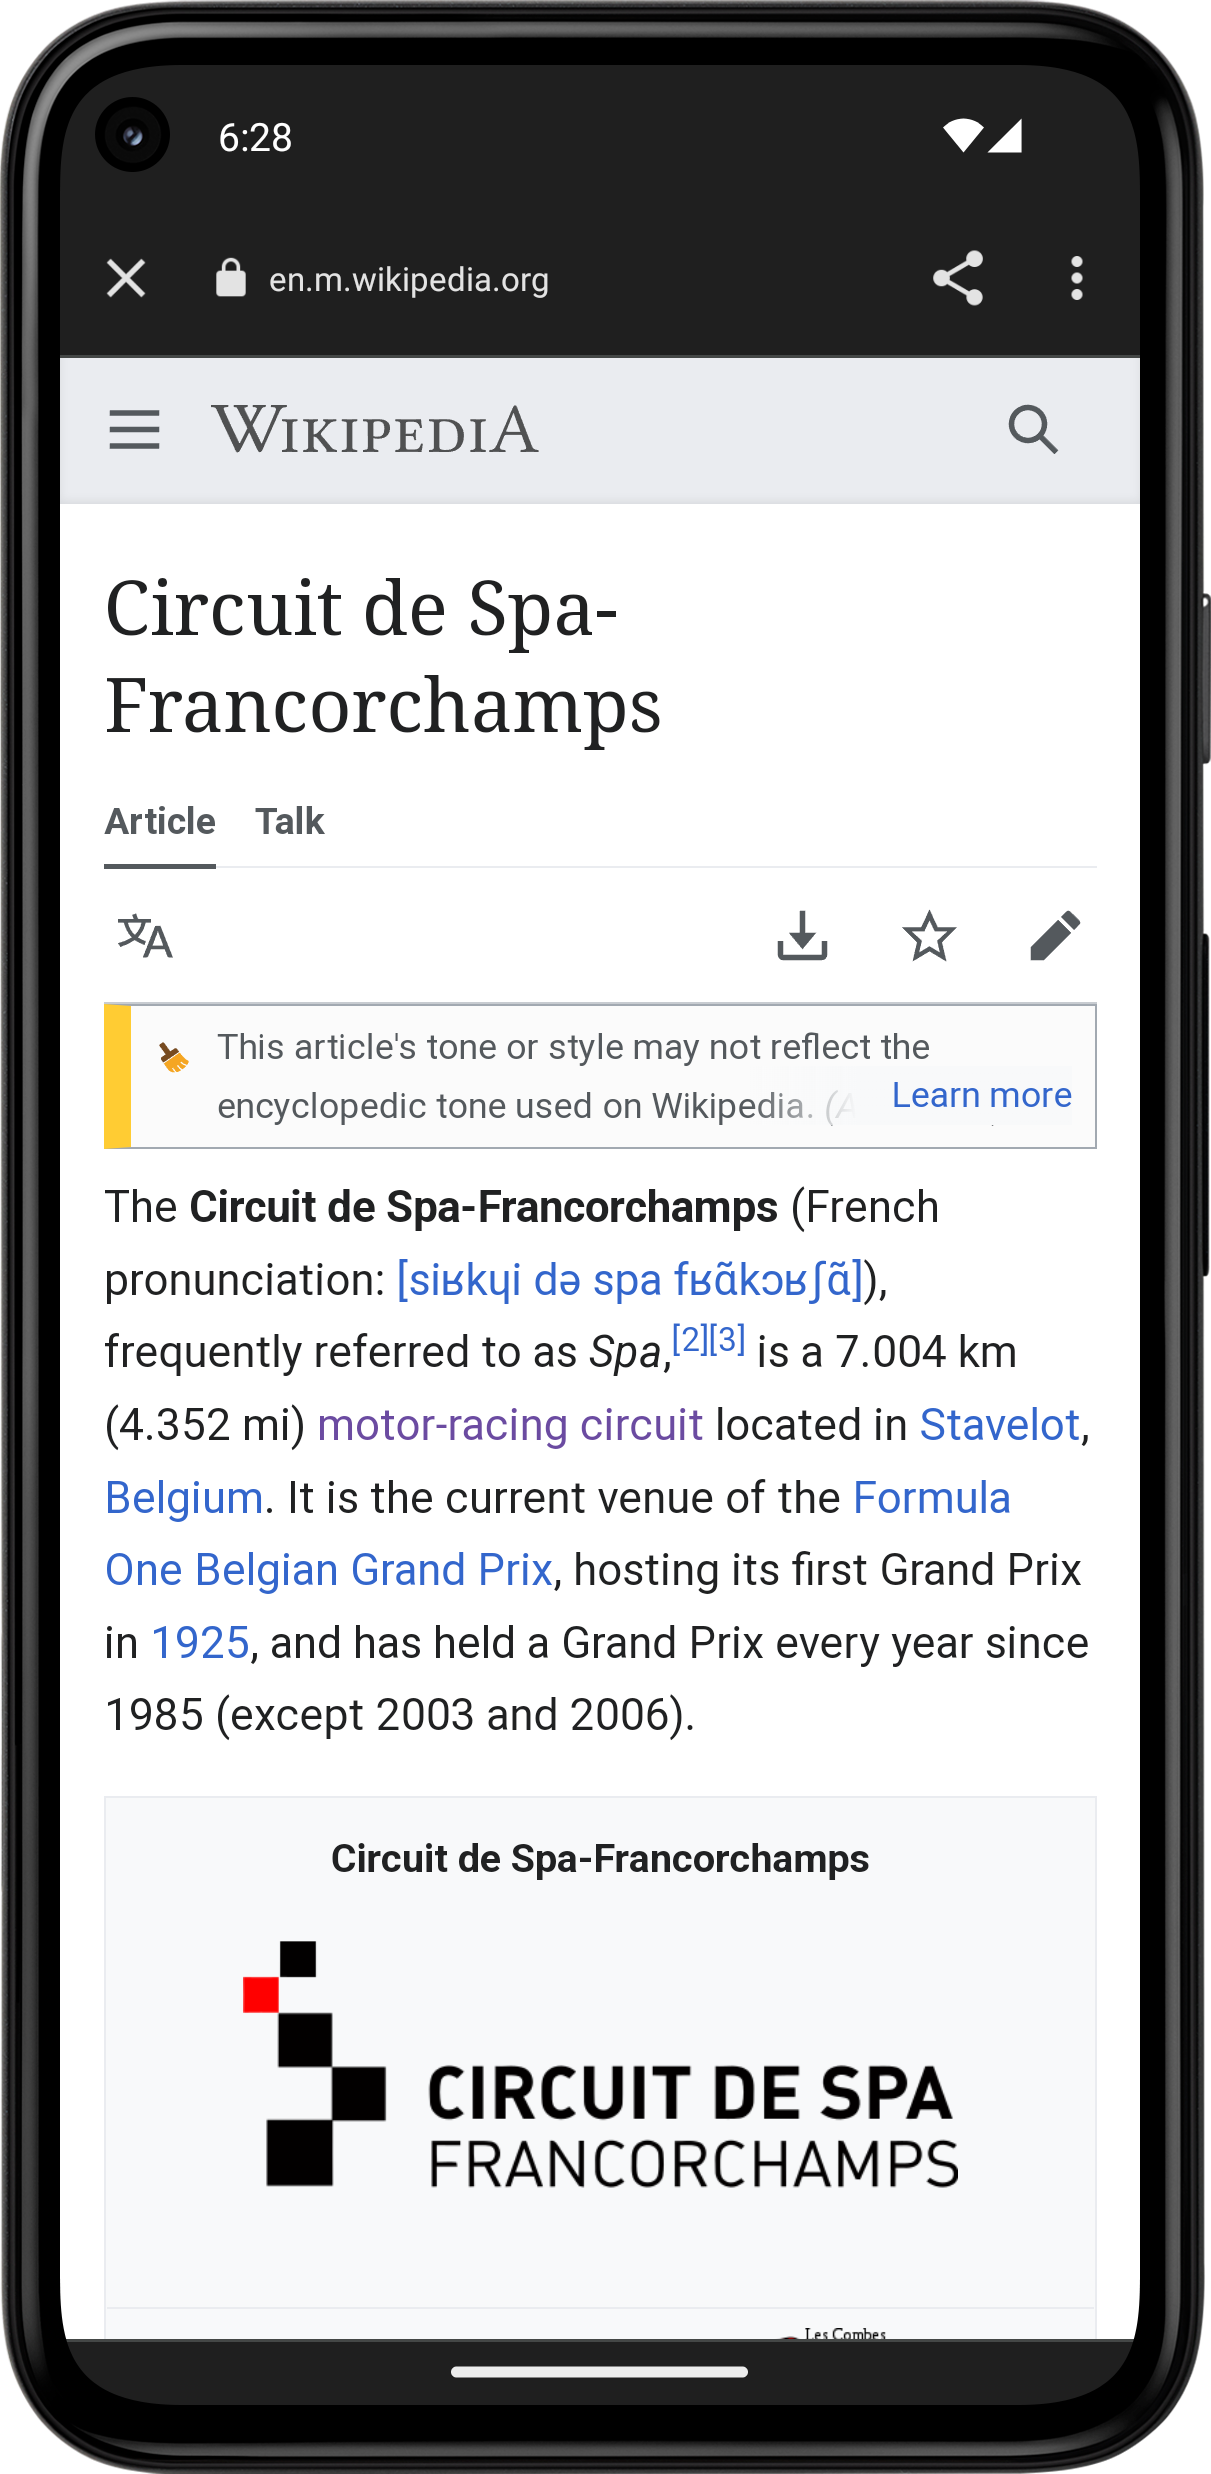 6:28
en.m.wikipedia.org
WIKIPEDIA
Circuit de Spa-
Francorchamps
Article Talk
文A
This article's tone or style may not reflect the
encyclopedic tone used on Wikipedia. (A Learn more
The Circuit de Spa-Francorchamps (French
pronunciation: [siʁkɥi də spa fʁɑ̃kɔʁʃɑ̃]),
frequently referred to as Spa,[2][3] is a 7.004 km
(4.352 mi) motor-racing circuit located in Stavelot,
Belgium. It is the current venue of the Formula
One Belgian Grand Prix, hosting its first Grand Prix
in 1925, and has held a Grand Prix every year since
1985 (except 2003 and 2006).
Circuit de Spa-Francorchamps
CIRCUIT DE SPA
FRANCORCHAMPS
Les Combes